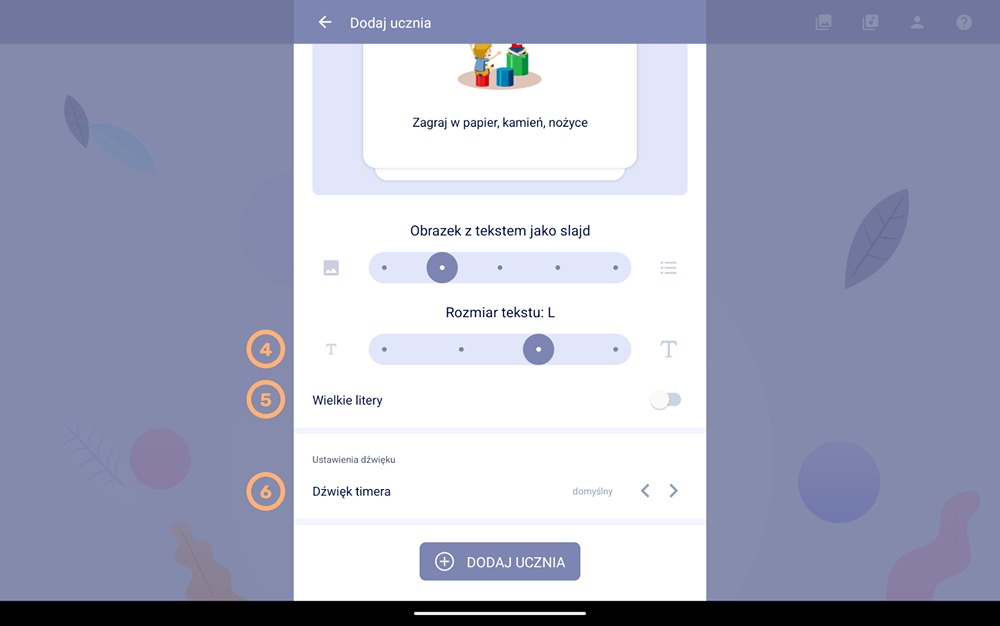 Dodaj ucznia
Zagraj w papier, kamień, nożyce
Obrazek z tekstem jako slajd
Rozmiar tekstu: L
4
T
T
5
Wielkie litery
Ustawienia dźwięku
6
Dźwięk timera
domyślny
DODAJ UCZNIA